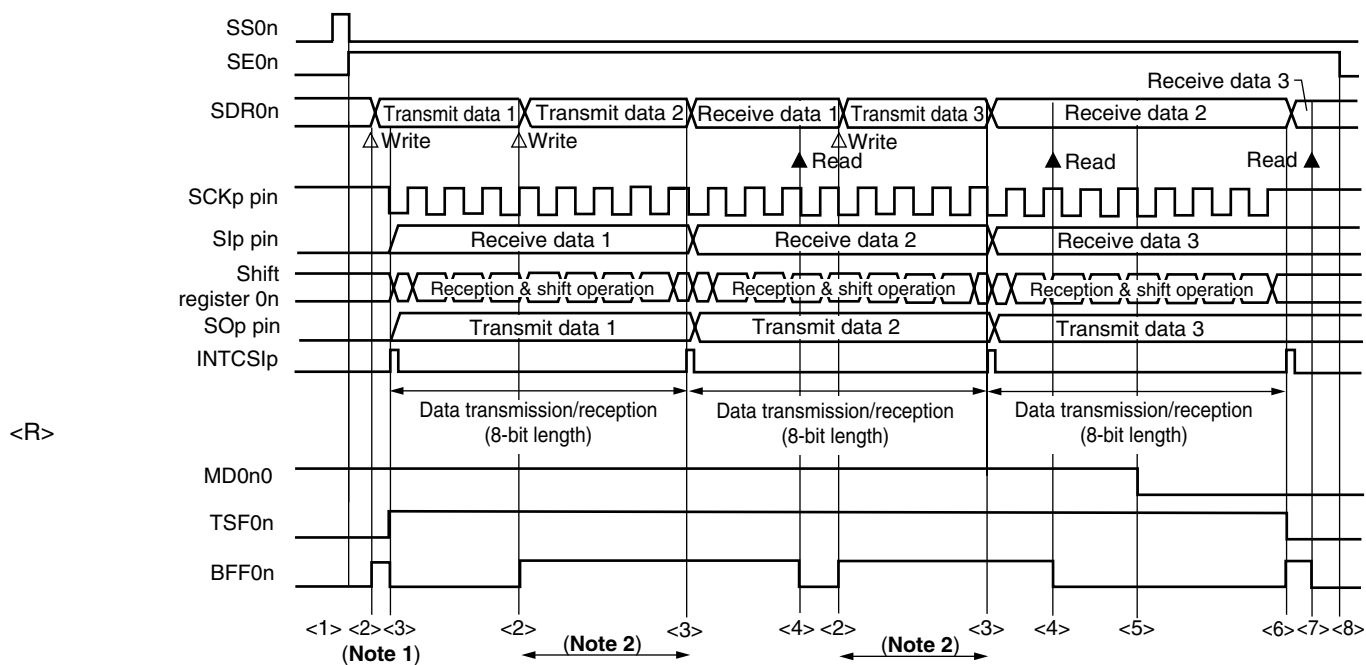 SS0n
SE0n
Receive data 3
SDR0n Transmit data 1 Transmit data 2 Receive data 1 Transmit data 3 Receive data 2
△Write △Write △Write
▲Read ▲Read Read▲
SCKp pin
SIp pin Receive data 1 Receive data 2 Receive data 3
Shift
register 0n Reception & shift operation Reception & shift operation Reception & shift operation
SOp pin Transmit data 1 Transmit data 2 Transmit data 3
INTCSIp
Data transmission/reception Data transmission/reception Data transmission/reception
(8-bit length) (8-bit length) (8-bit length)
<R>
MD0n0
TSF0n
BFF0n
<1> <2> <3> <2> <3> <4> <2> <3> <4> <5> <6> <7> <8>
(Note 1) (Note 2) (Note 2)